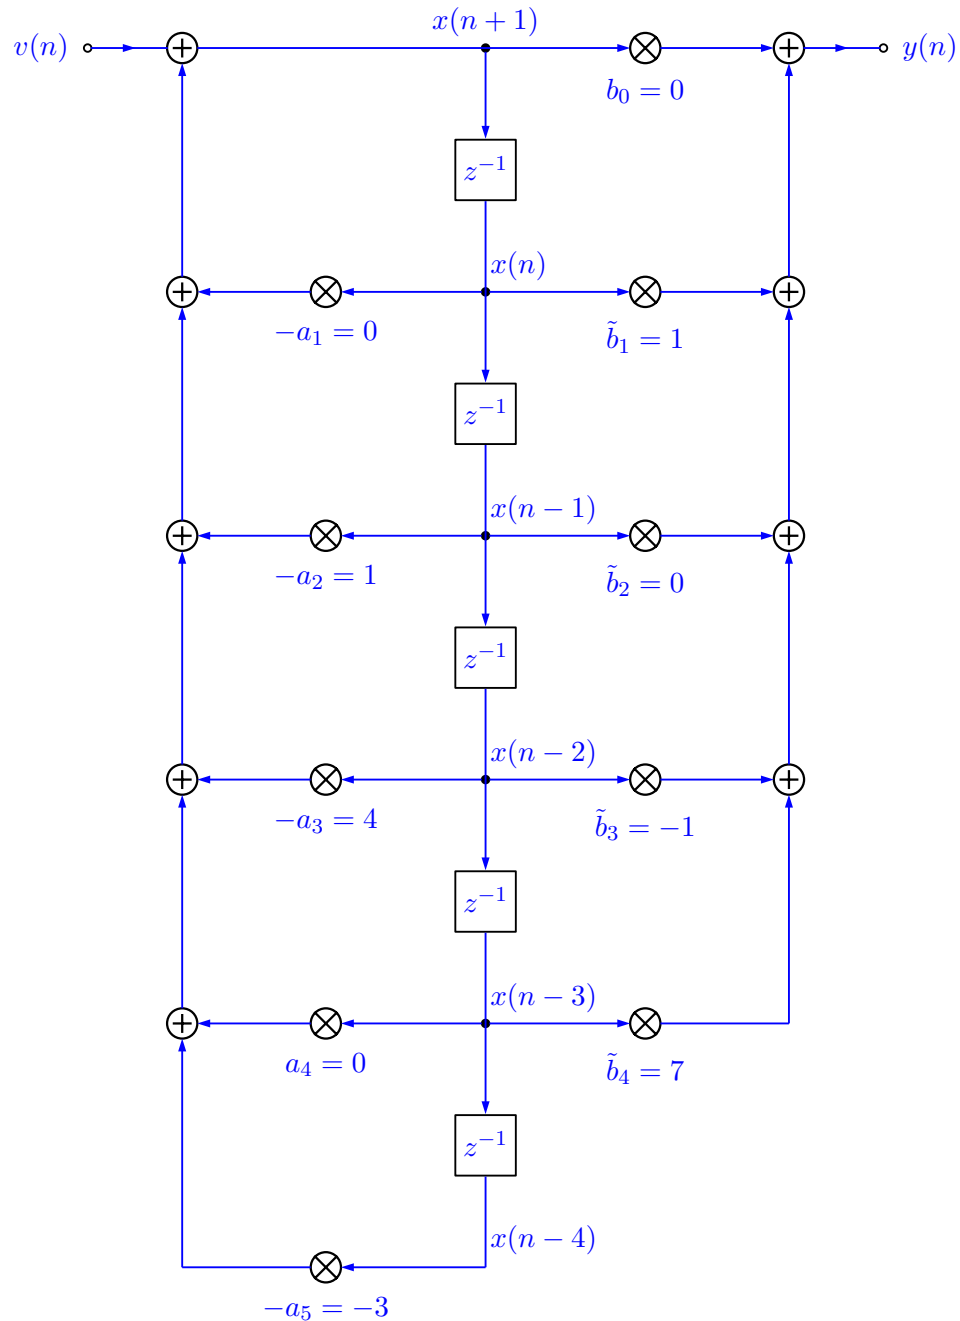 x(n + 1)
v(n)
y(n)
b₀ = 0
z⁻¹
x(n)
−a₁ = 0
b̃₁ = 1
z⁻¹
x(n − 1)
−a₂ = 1
b̃₂ = 0
z⁻¹
x(n − 2)
−a₃ = 4
b̃₃ = −1
z⁻¹
x(n − 3)
a₄ = 0
b̃₄ = 7
z⁻¹
x(n − 4)
−a₅ = −3